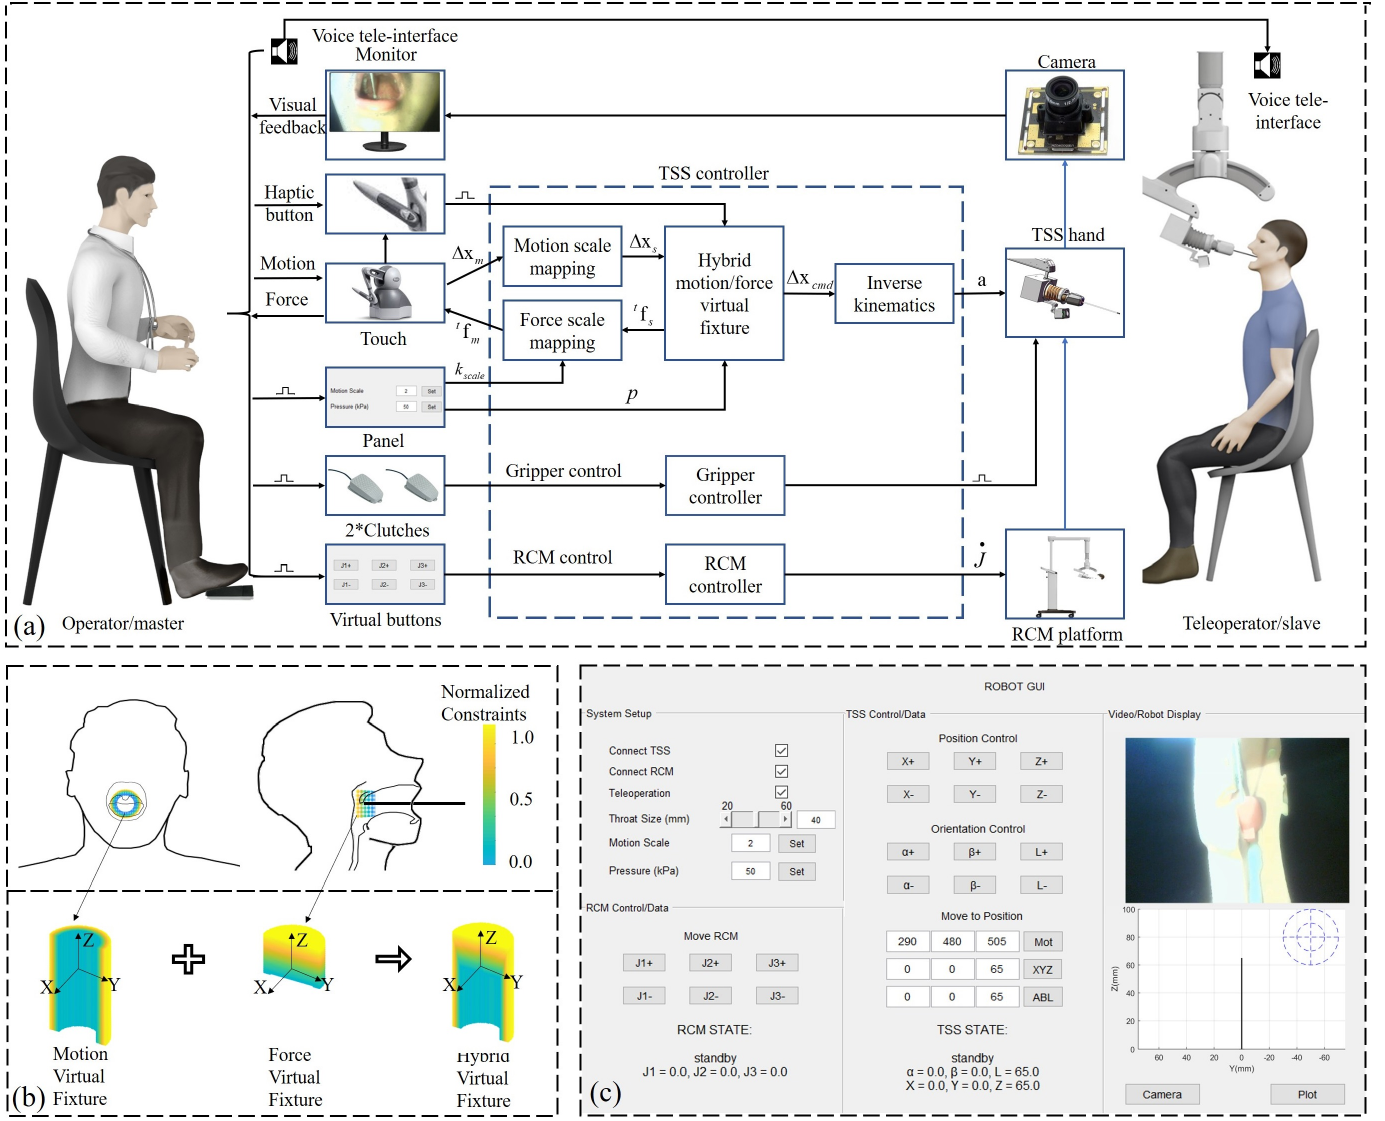 Voice tele-interface
Monitor
Camera
Voice tele-
interface
Visual
feedback
TSS controller
Haptic
button
Motion scale
mapping
Δx_m
Δx_s
Hybrid
motion/force
virtual
fixture
TSS hand
Motion
Force
Δx_cmd
Inverse
kinematics
a
Touch
Force scale
mapping
ᵗf_m
ᵗf_s
k_scale
p
Motion Scale 2 Set
Pressure (kPa) 50 Set
Panel
Gripper control
Gripper
controller
2*Clutches
RCM control
RCM
controller
j̇
J1+ J2+ J3+
J1- J2- J3-
Virtual buttons
RCM platform
(a)
Operator/master
Teleoperator/slave
Normalized
Constraints
1.0
0.5
0.0
Z
X
Y
Z
X
Y
Z
X
Y
Motion
Virtual
Fixture
Force
Virtual
Fixture
Hybrid
Virtual
Fixture
(b)
ROBOT GUI
System Setup
Connect TSS
Connect RCM
Teleoperation
20 60
Throat Size (mm) 40
Motion Scale 2 Set
Pressure (kPa) 50 Set
RCM Control/Data
Move RCM
J1+ J2+ J3+
J1- J2- J3-
RCM STATE:
standby
J1 = 0.0, J2 = 0.0, J3 = 0.0
TSS Control/Data
Position Control
X+ Y+ Z+
X- Y- Z-
Orientation Control
α+ β+ L+
α- β- L-
Move to Position
290 480 505 Mot
0 0 65 XYZ
0 0 65 ABL
TSS STATE:
standby
α = 0.0, β = 0.0, L = 65.0
X = 0.0, Y = 0.0, Z = 65.0
Video/Robot Display
100
80
60
40
20
0
Z(mm)
60 40 20 0 -20 -40 -60
Y(mm)
Camera Plot
(c)